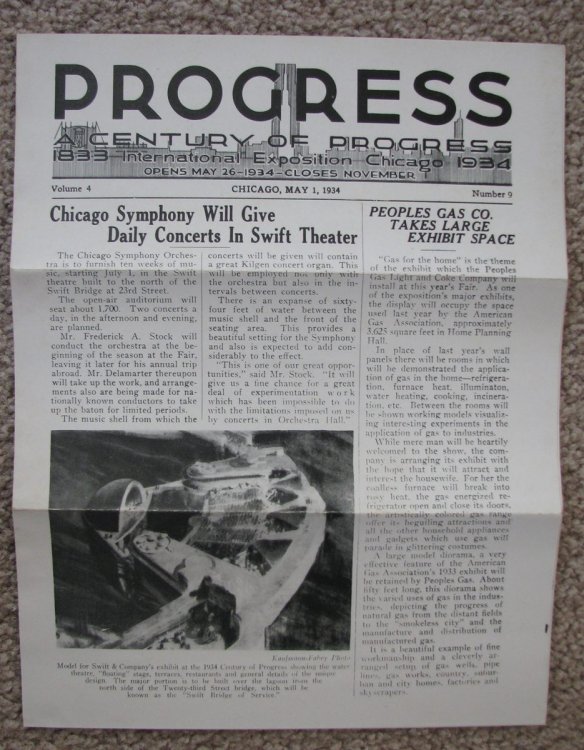 PROGRESS
A CENTURY OF PROGRESS
1833 International Exposition Chicago 1934
OPENS MAY 26-1934-CLOSES NOVEMBER 1
Volume 4
CHICAGO, MAY 1, 1934
Number 9
Chicago Symphony Will Give
Daily Concerts In Swift Theater
The Chicago Symphony Orches-
tra is to furnish ten weeks of mu-
sic, starting July 1, in the Swift
theatre built to the north of the
Swift Bridge at 23rd Street.
The open-air auditorium will
seat about 1,700. Two concerts a
day, in the afternoon and evening,
are planned.
Mr. Frederick A. Stock will
conduct the orchestra at the be-
ginning of the season at the Fair,
leaving it later for his annual trip
abroad. Mr. Delamarter thereupon
will take up the work, and arrange-
ments also are being made for na-
tionally known conductors to take
up the baton for limited periods.
The music shell from which the
concerts will be given will contain
a great Kilgen concert organ. This
will be employed not only with
the orchestra but also in the in-
tervals between concerts.
There is an expanse of sixty-
four feet of water between the
music shell and the front of the
seating area. This provides a
beautiful setting for the Symphony
and also is expected to add con-
siderably to the effect.
"This is one of our great oppor-
tunities," said Mr. Stock. "It will
give us a fine chance for a great
deal of experimentation work
which has been impossible to do
with the limitations imposed on us
by concerts in Orchestra Hall."
Kaufmann-Fabry Photo
Model for Swift & Company's exhibit at the 1934 Century of Progress showing the water
theatre, "floating" stage, terraces, restaurants and general details of the unique
design. The major portion is to be built over the lagoon from the
north side of the Twenty-third Street bridge, which will be
known as the "Swift Bridge of Service."
PEOPLES GAS CO.
TAKES LARGE
EXHIBIT SPACE
"Gas for the home" is the theme
of the exhibit which the Peoples
Gas Light and Coke Company will
install at this year's Fair. As one
of the exposition's major exhibits,
the display will occupy the space
used last year by the American
Gas Association, approximately
3,625 square feet in Home Planning
Hall.
In place of last year's wall
panels there will be rooms in which
will be demonstrated the applica-
tion of gas in the home—refrigera-
tion, furnace heat, illumination,
water heating, cooking, incinera-
tion, etc. Between the rooms will
be shown working models visualiz-
ing interesting experiments in the
application of gas to industries.
While mere man will be heartily
welcomed to the show, the com-
pany is arranging its exhibit with
the hope that it will attract and
interest the housewife. For her the
coalless furnace will break into
rosy heat, the gas energized re-
frigerator open and close its doors,
the artistically colored gas range
offer its beguiling attractions and
all the other household appliances
and gadgets which use gas will
parade in glittering costumes.
A large model diorama, a very
effective feature of the American
Gas Association's 1933 exhibit will
be retained by Peoples Gas. About
fifty feet long, this diorama shows
the varied uses of gas in the indus-
tries, depicting the progress of
natural gas from the distant fields
to the "smokeless city" and the
manufacture and distribution of
manufactured gas.
It is a beautiful example of fine
workmanship and a cleverly ar-
ranged setup of gas wells, pipe
lines, gas works, country, subur-
ban and city homes, factories and
skyscrapers.